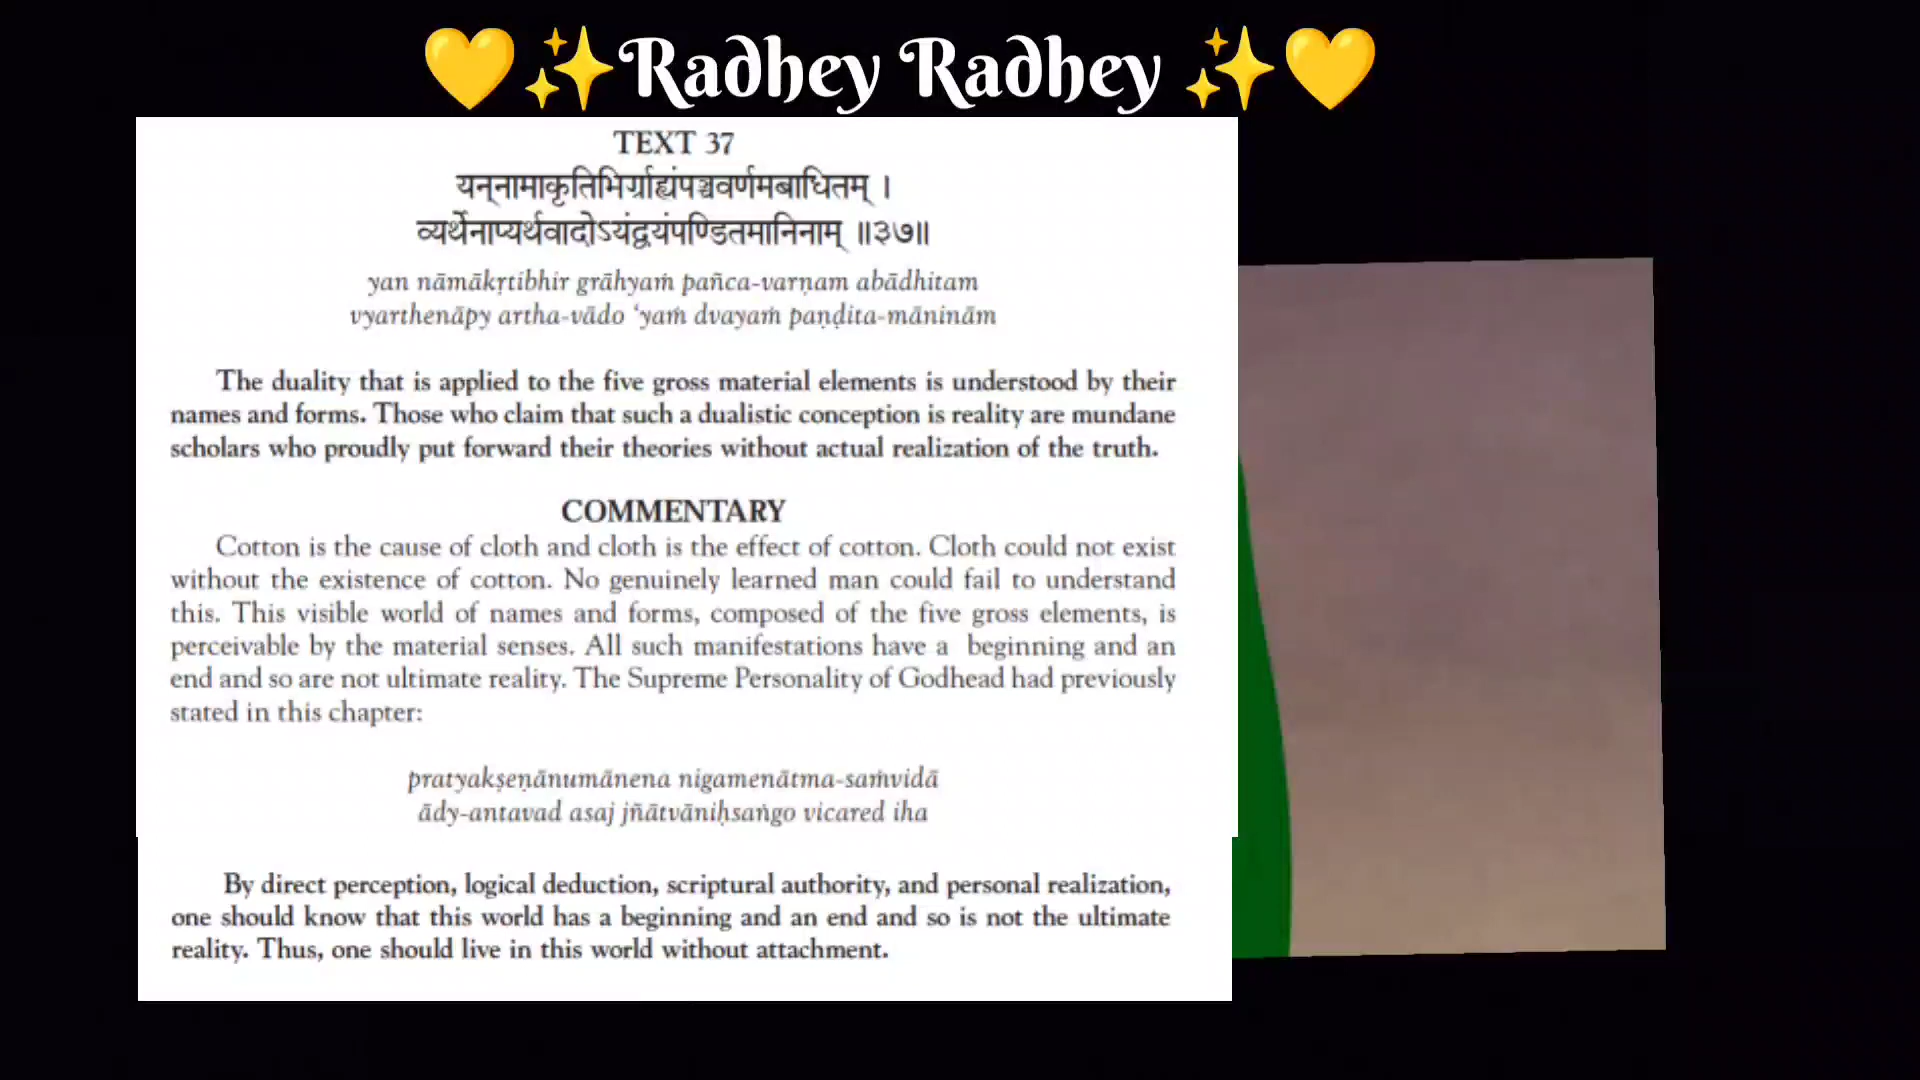 💛✨Radhey Radhey ✨💛
TEXT 37
यन्नामाकृतिभिर्ग्राह्यंपञ्चवर्णमबाधितम् ।
व्यर्थेनाप्यर्थवादोऽयंद्वयंपण्डितमानिनाम् ॥३७॥
yan nāmākṛtibhir grāhyaṁ pañca-varṇam abādhitam
vyarthenāpy artha-vādo ‘yaṁ dvayaṁ paṇḍita-māninām
The duality that is applied to the five gross material elements is understood by their
names and forms. Those who claim that such a dualistic conception is reality are mundane
scholars who proudly put forward their theories without actual realization of the truth.
COMMENTARY
Cotton is the cause of cloth and cloth is the effect of cotton. Cloth could not exist
without the existence of cotton. No genuinely learned man could fail to understand
this. This visible world of names and forms, composed of the five gross elements, is
perceivable by the material senses. All such manifestations have a beginning and an
end and so are not ultimate reality. The Supreme Personality of Godhead had previously
stated in this chapter:
pratyakṣeṇānumānena nigamenātma-saṁvidā
ādy-antavad asaj jñātvāniḥsaṅgo vicared iha
By direct perception, logical deduction, scriptural authority, and personal realization,
one should know that this world has a beginning and an end and so is not the ultimate
reality. Thus, one should live in this world without attachment.